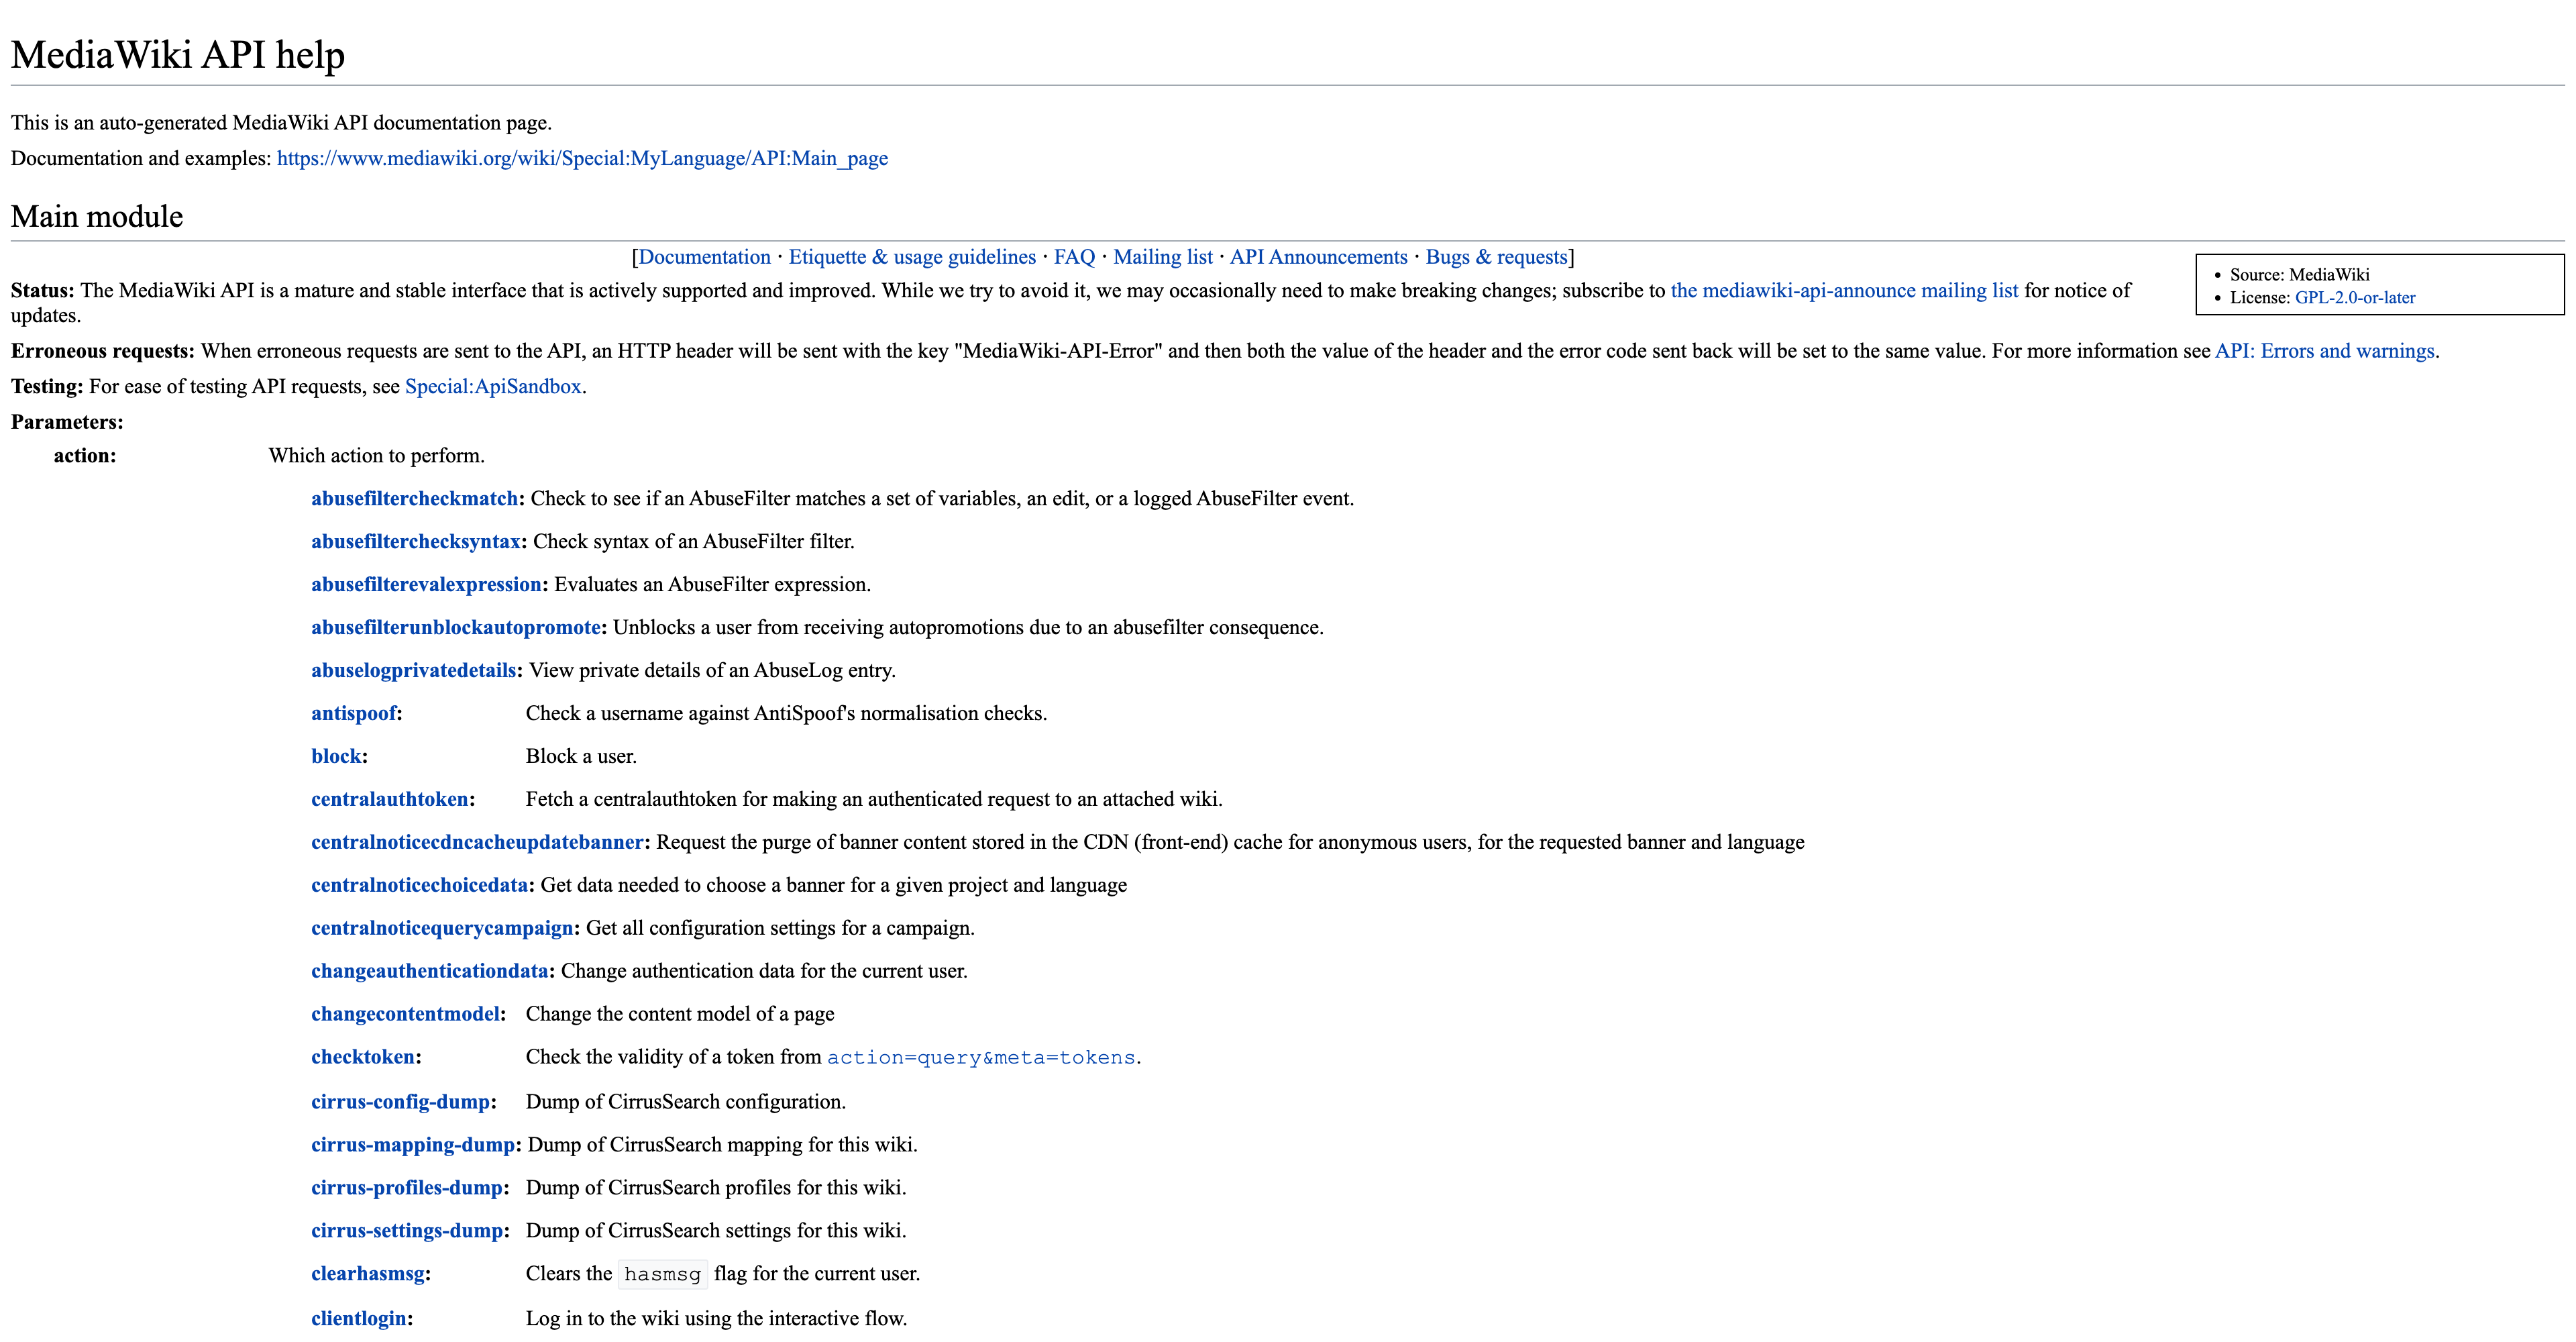 MediaWiki API help
This is an auto-generated MediaWiki API documentation page.
Documentation and examples: https://www.mediawiki.org/wiki/Special:MyLanguage/API:Main_page
Main module
[Documentation · Etiquette & usage guidelines · FAQ · Mailing list · API Announcements · Bugs & requests]
• Source: MediaWiki
• License: GPL-2.0-or-later
Status: The MediaWiki API is a mature and stable interface that is actively supported and improved. While we try to avoid it, we may occasionally need to make breaking changes; subscribe to the mediawiki-api-announce mailing list for notice of
updates.
Erroneous requests: When erroneous requests are sent to the API, an HTTP header will be sent with the key "MediaWiki-API-Error" and then both the value of the header and the error code sent back will be set to the same value. For more information see API: Errors and warnings.
Testing: For ease of testing API requests, see Special:ApiSandbox.
Parameters:
action: Which action to perform.
abusefiltercheckmatch: Check to see if an AbuseFilter matches a set of variables, an edit, or a logged AbuseFilter event.
abusefilterchecksyntax: Check syntax of an AbuseFilter filter.
abusefilterevalexpression: Evaluates an AbuseFilter expression.
abusefilterunblockautopromote: Unblocks a user from receiving autopromotions due to an abusefilter consequence.
abuselogprivatedetails: View private details of an AbuseLog entry.
antispoof: Check a username against AntiSpoof's normalisation checks.
block: Block a user.
centralauthtoken: Fetch a centralauthtoken for making an authenticated request to an attached wiki.
centralnoticecdncacheupdatebanner: Request the purge of banner content stored in the CDN (front-end) cache for anonymous users, for the requested banner and language
centralnoticechoicedata: Get data needed to choose a banner for a given project and language
centralnoticequerycampaign: Get all configuration settings for a campaign.
changeauthenticationdata: Change authentication data for the current user.
changecontentmodel: Change the content model of a page
checktoken: Check the validity of a token from action=query&meta=tokens.
cirrus-config-dump: Dump of CirrusSearch configuration.
cirrus-mapping-dump: Dump of CirrusSearch mapping for this wiki.
cirrus-profiles-dump: Dump of CirrusSearch profiles for this wiki.
cirrus-settings-dump: Dump of CirrusSearch settings for this wiki.
clearhasmsg: Clears the hasmsg flag for the current user.
clientlogin: Log in to the wiki using the interactive flow.